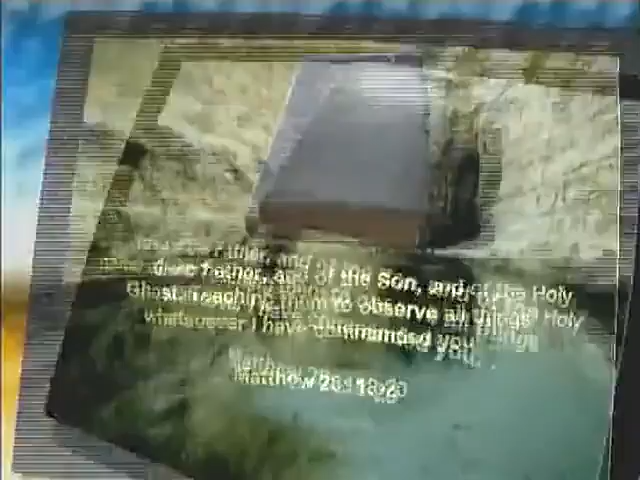 the Father, and of the Son, and of the Holy
Ghost: teaching them to observe all things
whatsoever I have commanded you.
Matthew 28:18-20